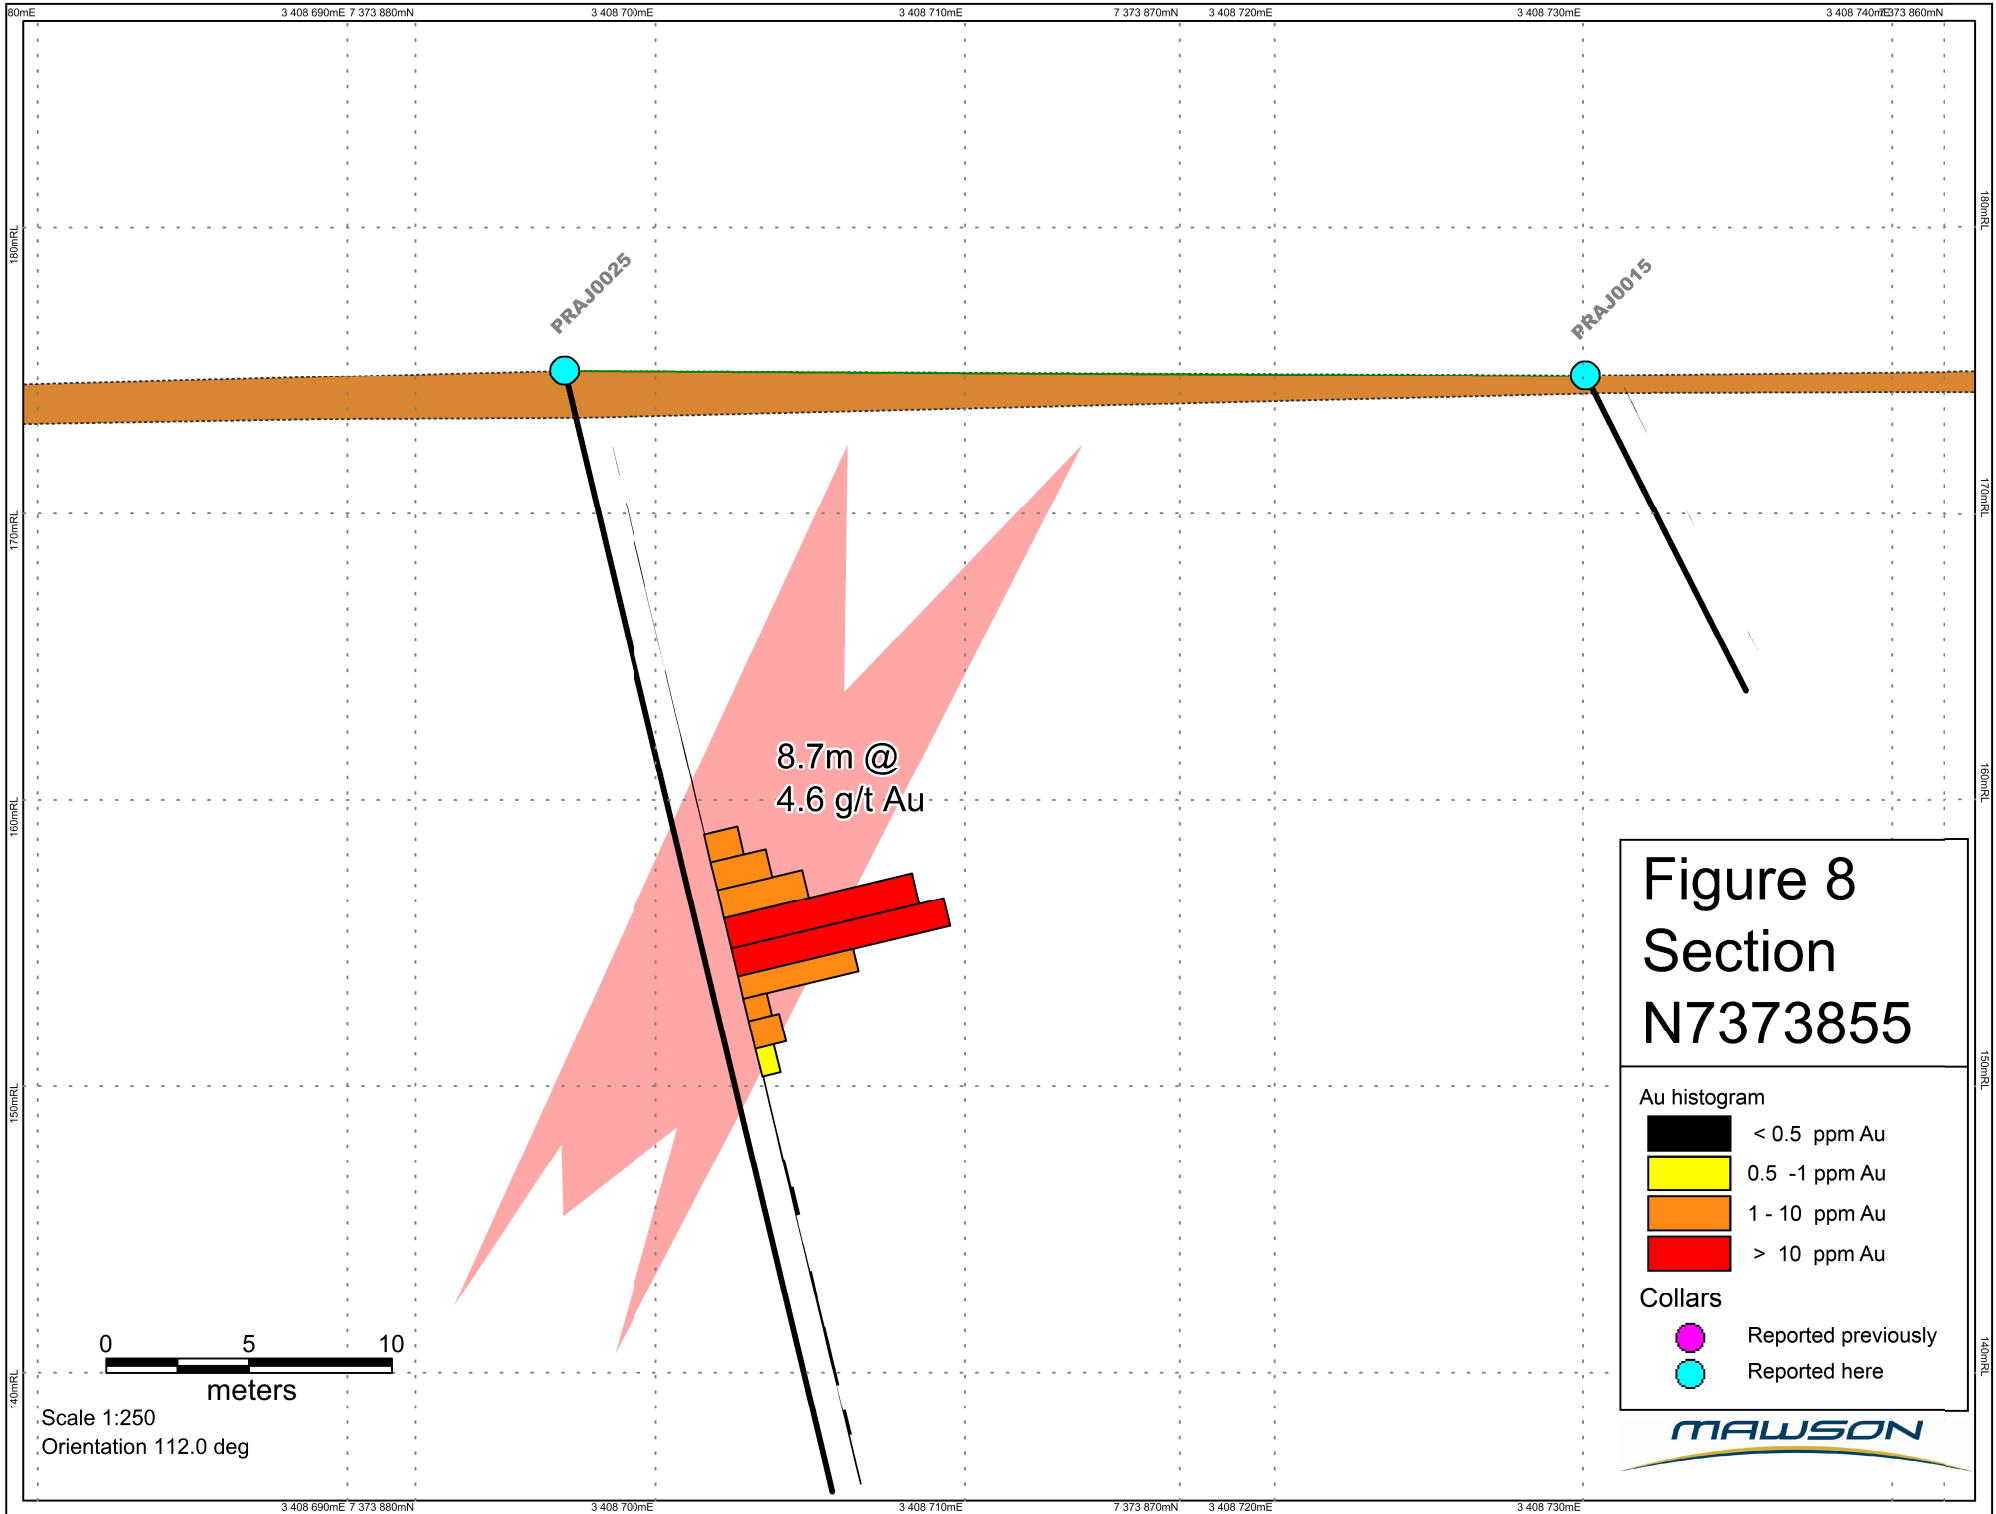 80mE
3 408 690mE 7 373 880mN
3 408 700mE
3 408 710mE
7 373 870mN 3 408 720mE
3 408 730mE
3 408 740mE
7 373 860mN
180mRL
180mRL
PRAJ0025
PRAJ0015
170mRL
170mRL
8.7m @
4.6 g/t Au
160mRL
160mRL
Figure 8
Section
N7373855
150mRL
150mRL
Au histogram
< 0.5 ppm Au
0.5 -1 ppm Au
1 - 10 ppm Au
> 10 ppm Au
Collars
Reported previously
Reported here
0 5 10
meters
140mRL
140mRL
Scale 1:250
Orientation 112.0 deg
MAWSON
3 408 690mE 7 373 880mN
3 408 700mE
3 408 710mE
7 373 870mN 3 408 720mE
3 408 730mE